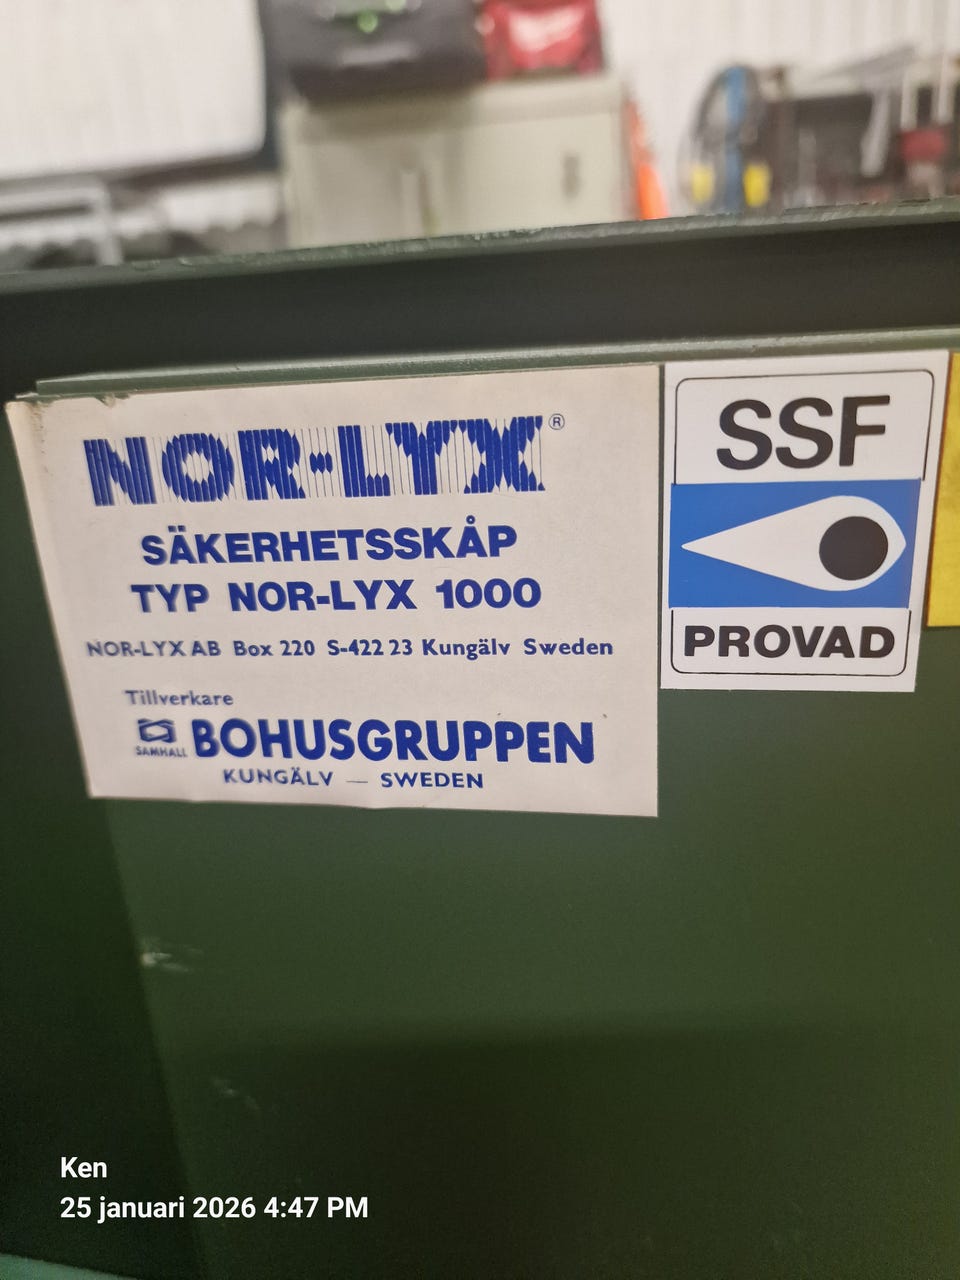 NOR-LYX®
SÄKERHETSSKÅP
TYP NOR-LYX 1000
NOR-LYX AB Box 220 S-422 23 Kungälv Sweden
Tillverkare
SAMHALL BOHUSGRUPPEN
KUNGÄLV — SWEDEN
SSF
PROVAD
Ken
25 januari 2026 4:47 PM